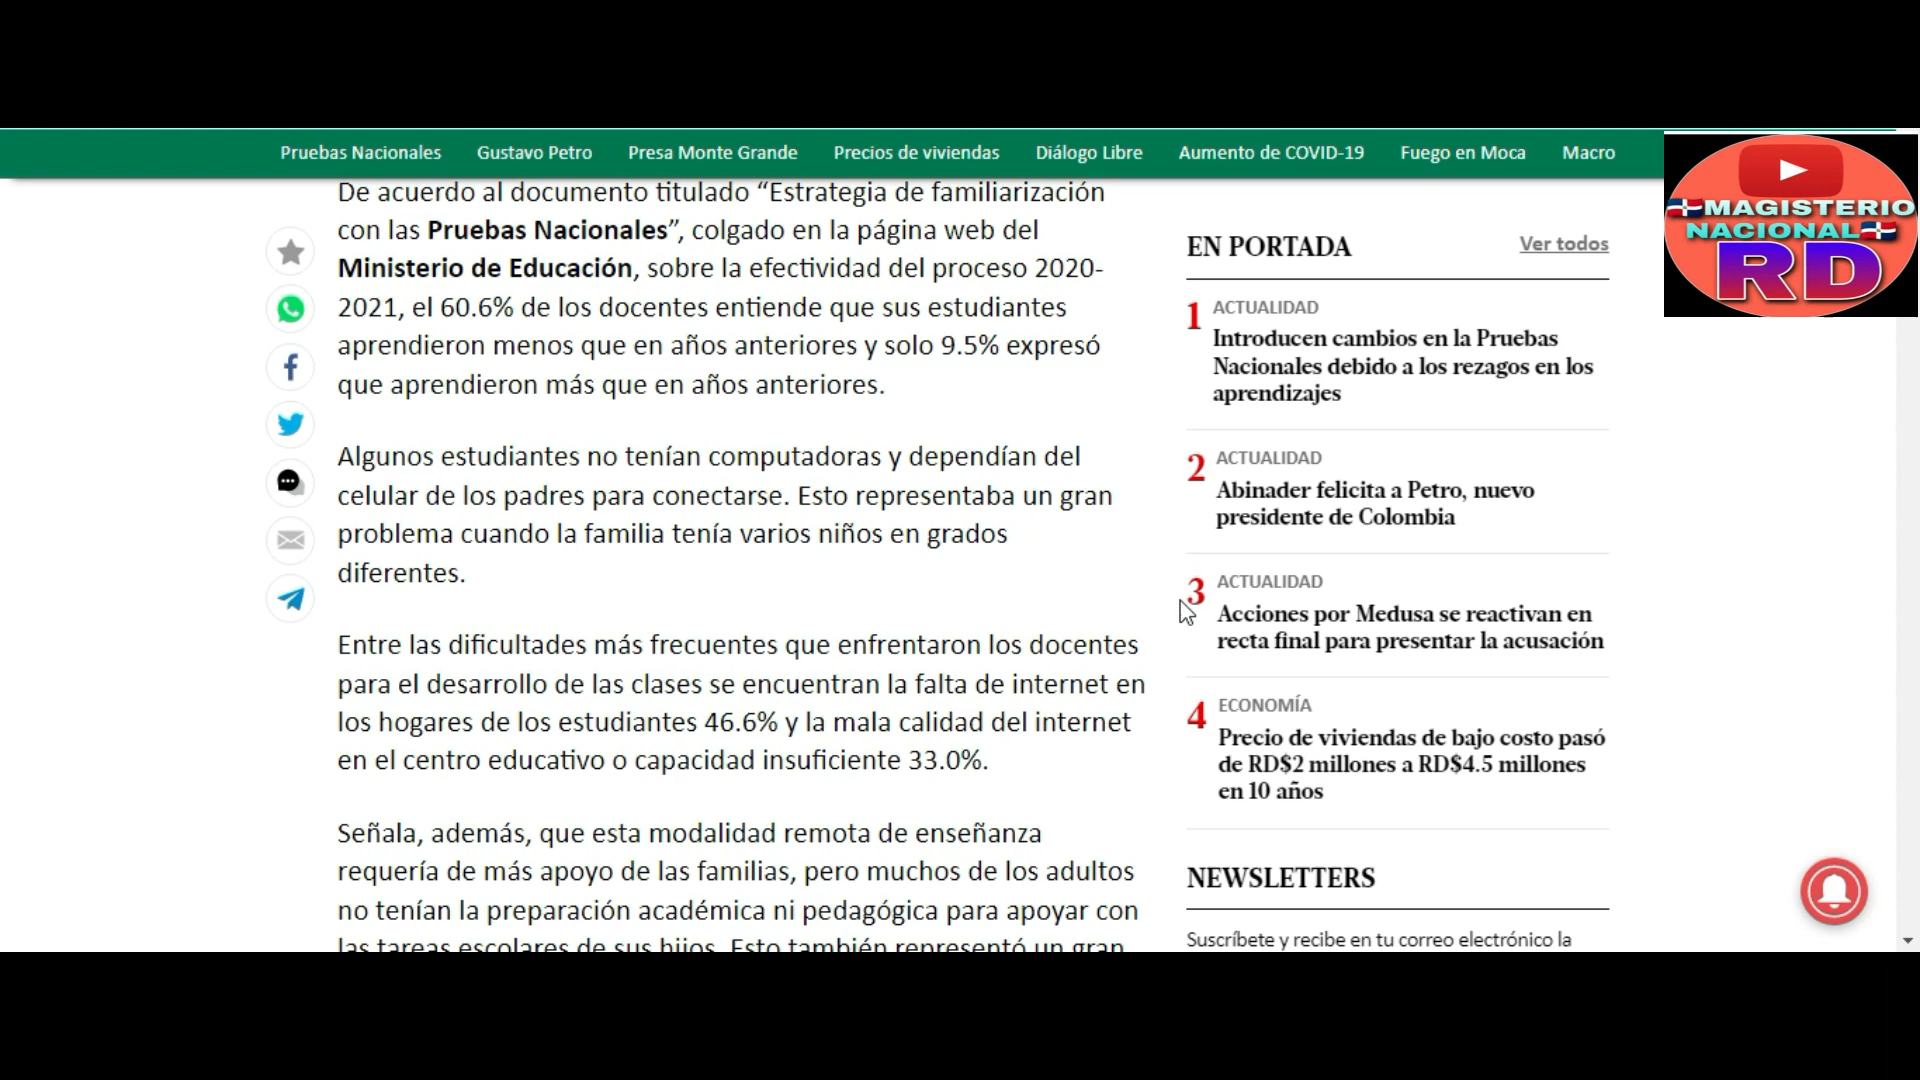 Pruebas Nacionales Gustavo Petro Presa Monte Grande Precios de viviendas Diálogo Libre Aumento de COVID-19 Fuego en Moca Macro
MAGISTERIO
NACIONAL
RD
De acuerdo al documento titulado “Estrategia de familiarización
con las Pruebas Nacionales”, colgado en la página web del
Ministerio de Educación, sobre la efectividad del proceso 2020-
2021, el 60.6% de los docentes entiende que sus estudiantes
aprendieron menos que en años anteriores y solo 9.5% expresó
que aprendieron más que en años anteriores.
Algunos estudiantes no tenían computadoras y dependían del
celular de los padres para conectarse. Esto representaba un gran
problema cuando la familia tenía varios niños en grados
diferentes.
Entre las dificultades más frecuentes que enfrentaron los docentes
para el desarrollo de las clases se encuentran la falta de internet en
los hogares de los estudiantes 46.6% y la mala calidad del internet
en el centro educativo o capacidad insuficiente 33.0%.
Señala, además, que esta modalidad remota de enseñanza
requería de más apoyo de las familias, pero muchos de los adultos
no tenían la preparación académica ni pedagógica para apoyar con
las tareas escolares de sus hijos. Esto también representó un gran
EN PORTADA Ver todos
1 ACTUALIDAD
Introducen cambios en la Pruebas
Nacionales debido a los rezagos en los
aprendizajes
2 ACTUALIDAD
Abinader felicita a Petro, nuevo
presidente de Colombia
3 ACTUALIDAD
Acciones por Medusa se reactivan en
recta final para presentar la acusación
4 ECONOMÍA
Precio de viviendas de bajo costo pasó
de RD$2 millones a RD$4.5 millones
en 10 años
NEWSLETTERS
Suscríbete y recibe en tu correo electrónico la